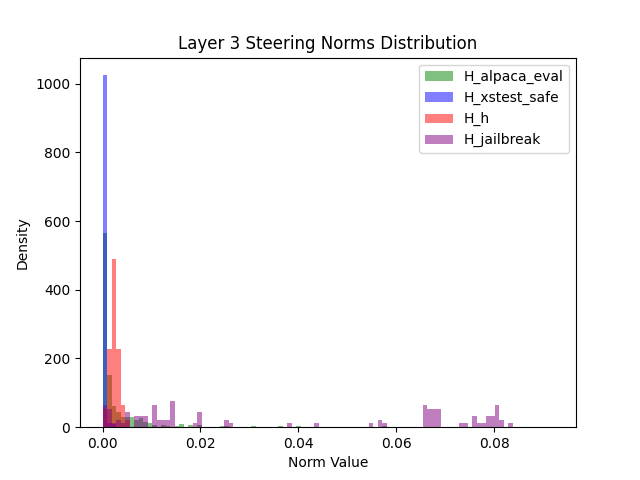 Layer 3 Steering Norms Distribution
H_alpaca_eval
H_xstest_safe
H_h
H_jailbreak
Density
1000
800
600
400
200
0
0.00 0.02 0.04 0.06 0.08
Norm Value